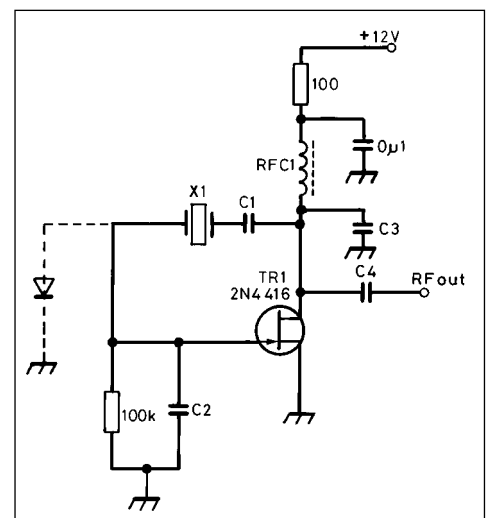 +12V
100
0µ1
RFC1
X1
C1
C3
TR1
2N4416
C4
RFout
100k
C2